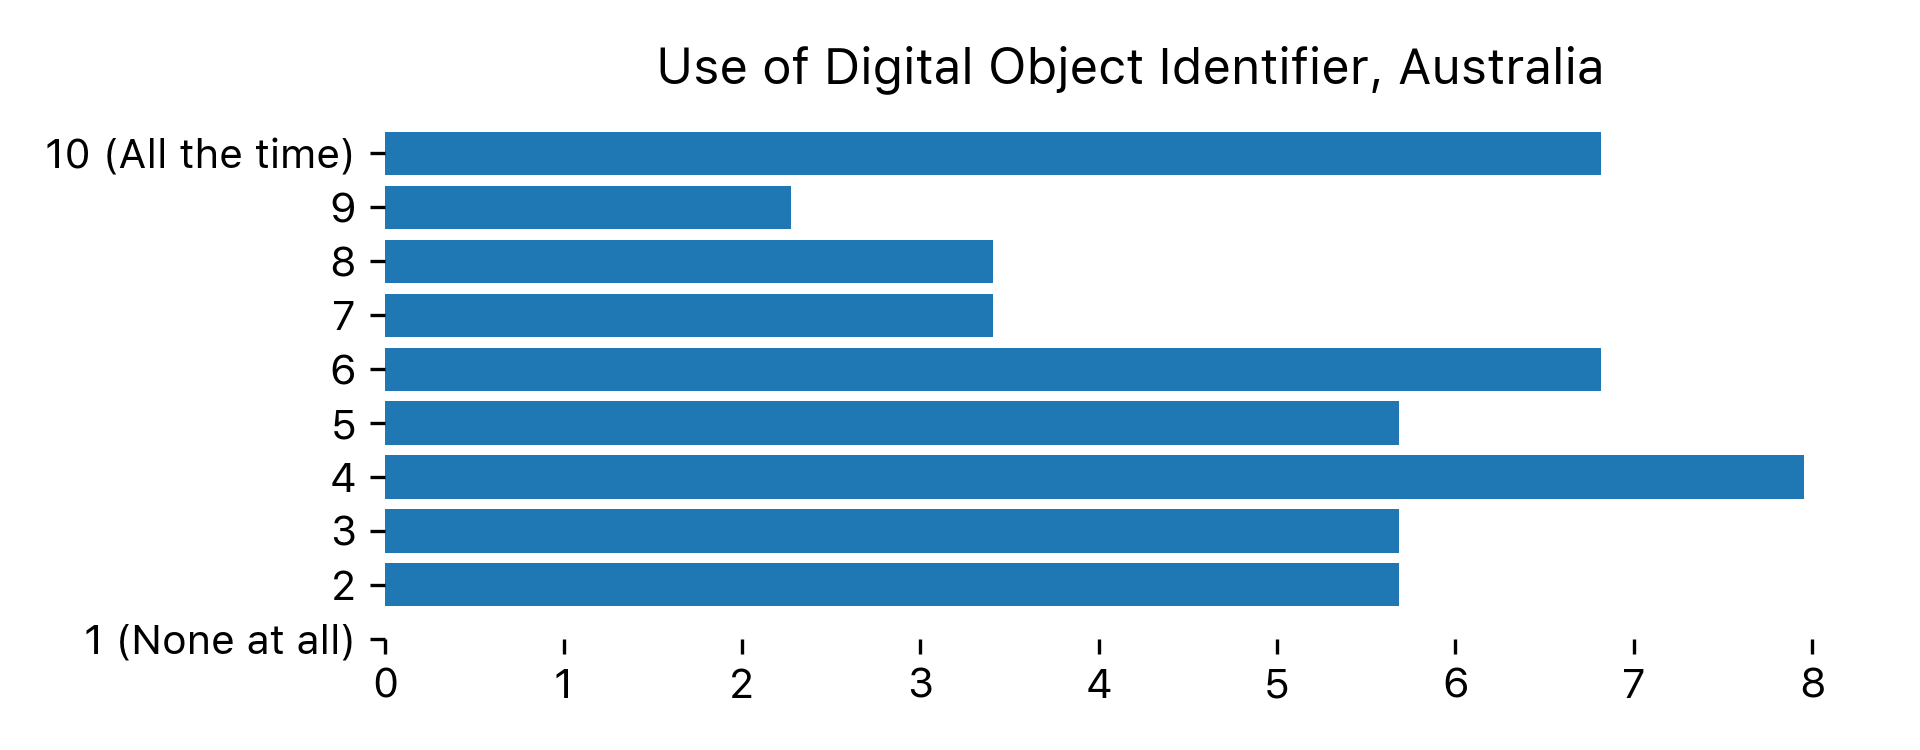 Use of Digital Object Identifier, Australia
10 (All the time)
9
8
7
6
5
4
3
2
1 (None at all)
0 1 2 3 4 5 6 7 8